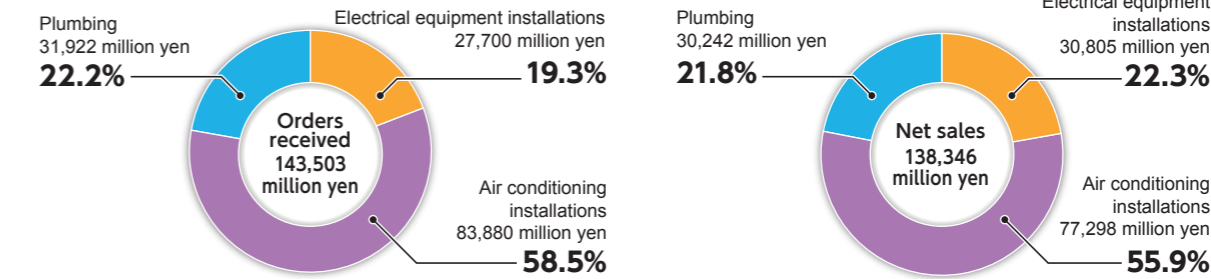 Plumbing
31,922 million yen
22.2%
Electrical equipment installations
27,700 million yen
19.3%
Orders
received
143,503
million yen
Air conditioning
installations
83,880 million yen
58.5%
Plumbing
30,242 million yen
21.8%
Electrical equipment
installations
30,805 million yen
22.3%
Net sales
138,346
million yen
Air conditioning
installations
77,298 million yen
55.9%